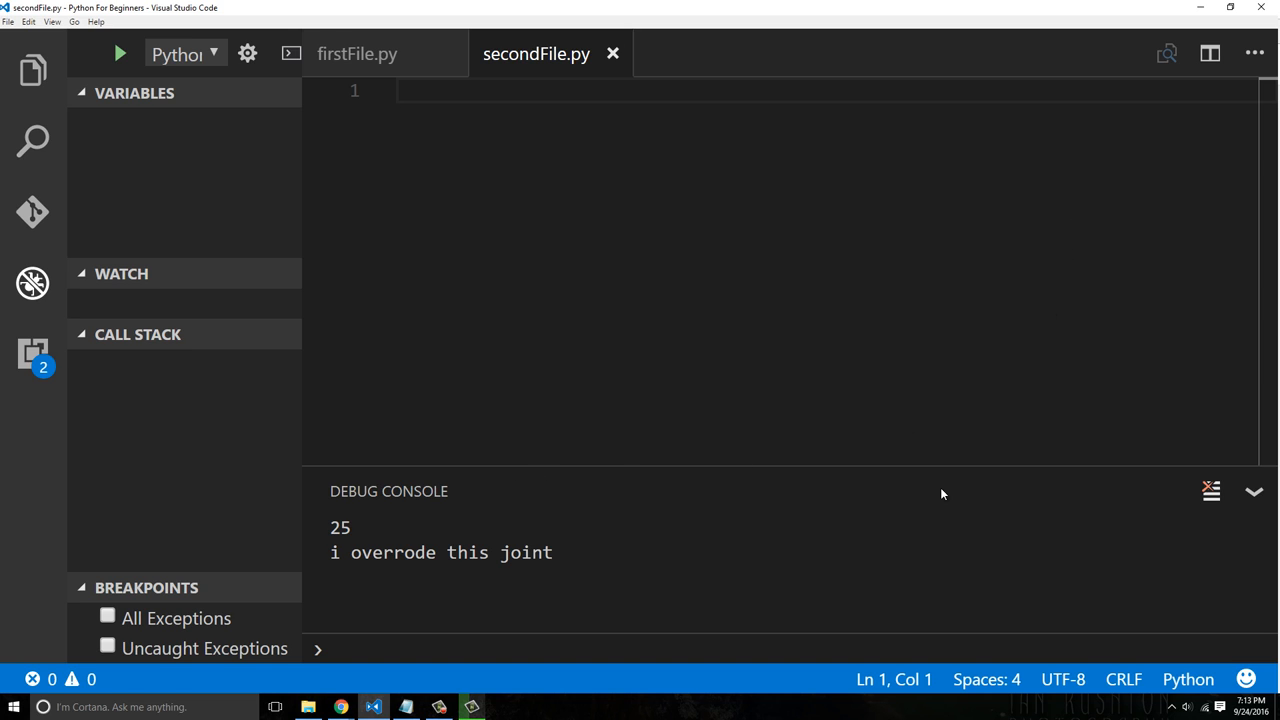 secondFile.py - Python For Beginners - Visual Studio Code
File Edit View Go Help
Pythor
firstFile.py
secondFile.py
VARIABLES
1
WATCH
CALL STACK
2
DEBUG CONSOLE
25
i overrode this joint
BREAKPOINTS
All Exceptions
Uncaught Exceptions
0 0
Ln 1, Col 1 Spaces: 4 UTF-8 CRLF Python
I'm Cortana. Ask me anything.
7:13 PM
9/24/2016